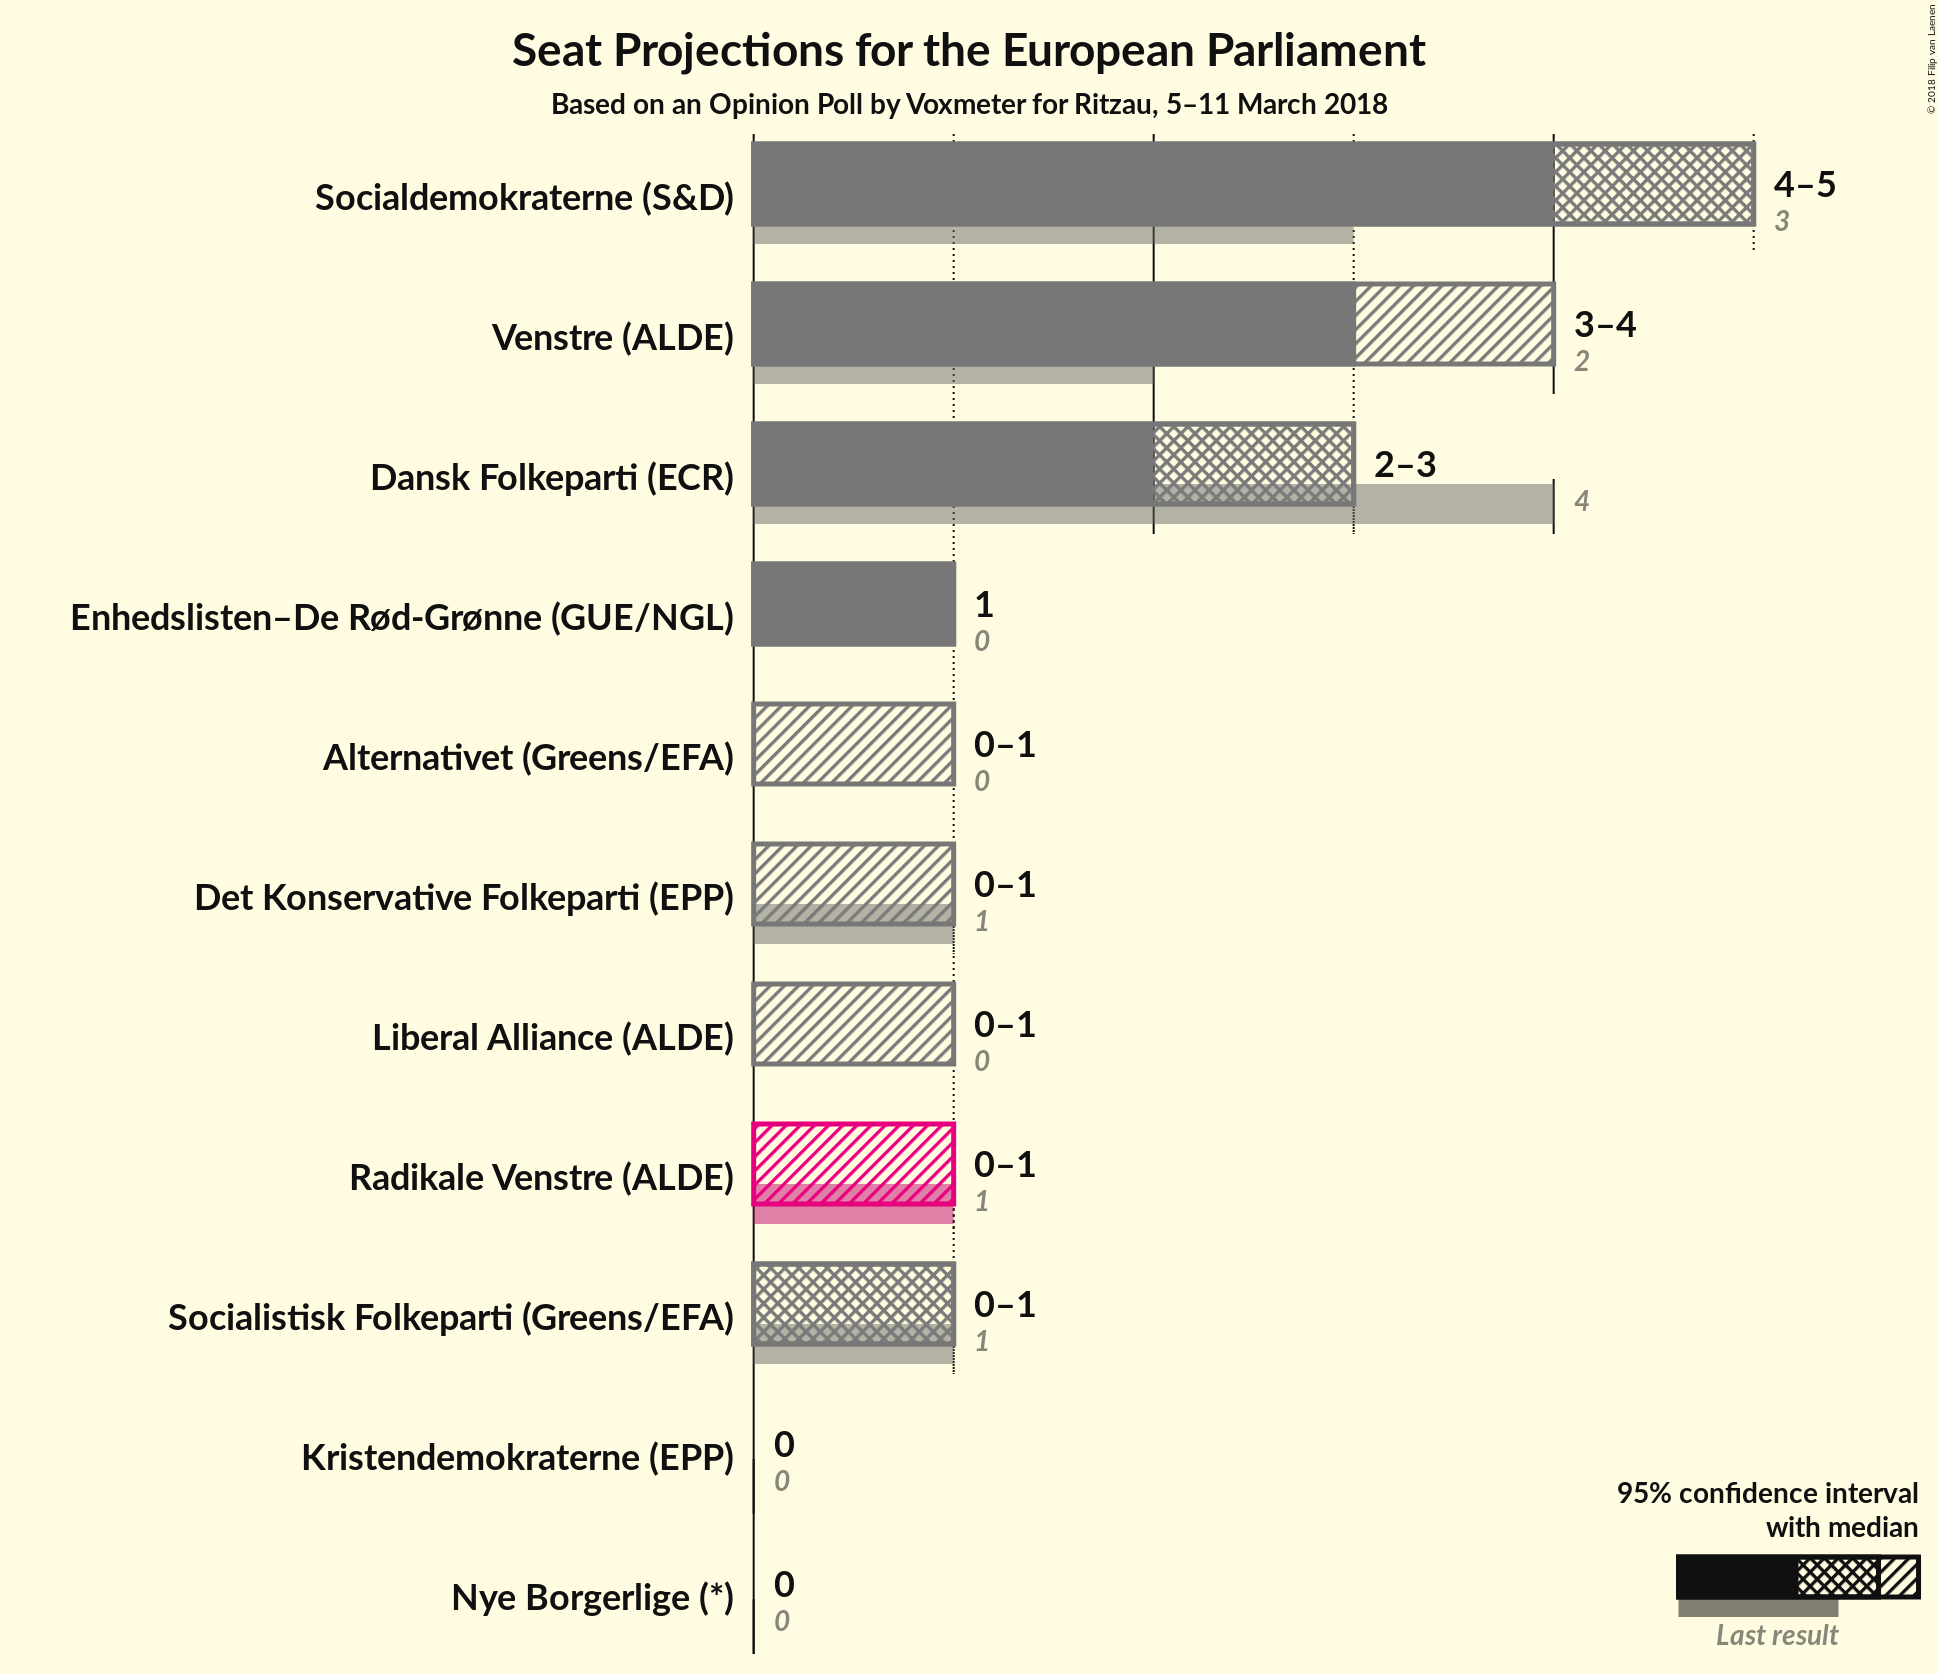 Seat Projections for the European Parliament
Based on an Opinion Poll by Voxmeter for Ritzau, 5–11 March 2018
© 2018 Filip van Laenen
Socialdemokraterne (S&D)
4–5
3
Venstre (ALDE)
3–4
2
Dansk Folkeparti (ECR)
2–3
4
Enhedslisten–De Rød-Grønne (GUE/NGL)
1
0
Alternativet (Greens/EFA)
0–1
0
Det Konservative Folkeparti (EPP)
0–1
1
Liberal Alliance (ALDE)
0–1
0
Radikale Venstre (ALDE)
0–1
1
Socialistisk Folkeparti (Greens/EFA)
0–1
1
Kristendemokraterne (EPP)
0
0
Nye Borgerlige (*)
0
0
95% confidence interval
with median
Last result